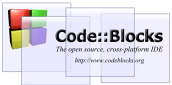 Code::Blocks
The open source, cross-platform IDE
http://www.codeblocks.org